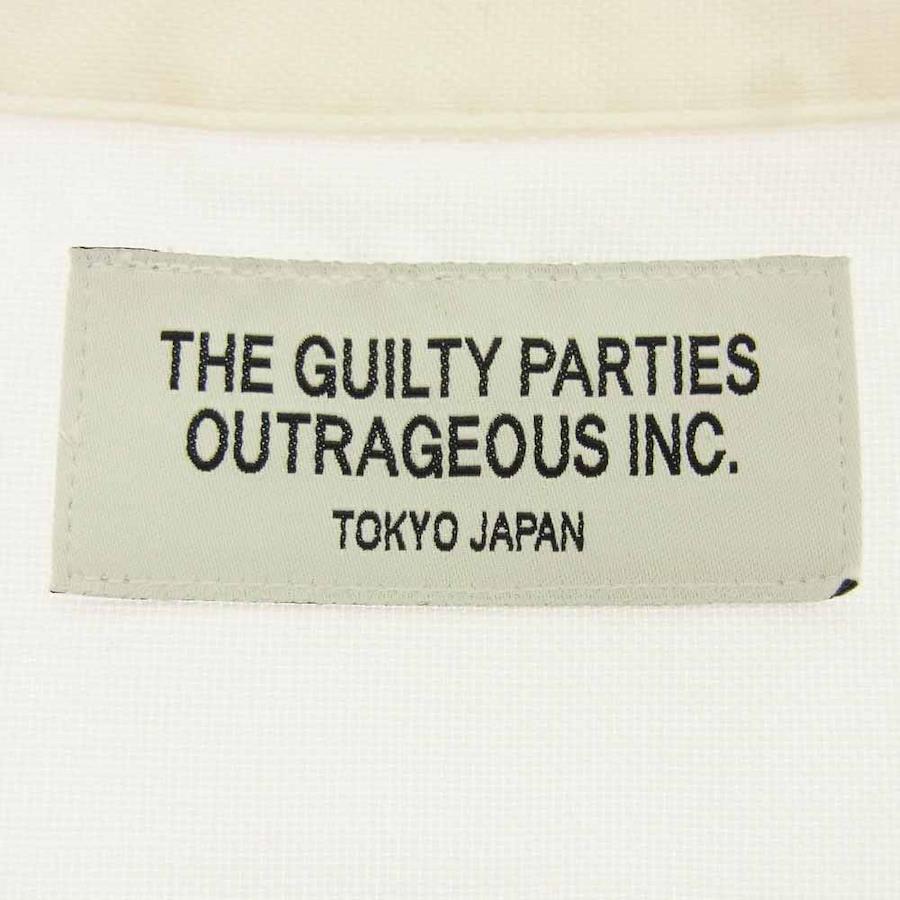 THE GUILTY PARTIES
OUTRAGEOUS INC.
TOKYO JAPAN